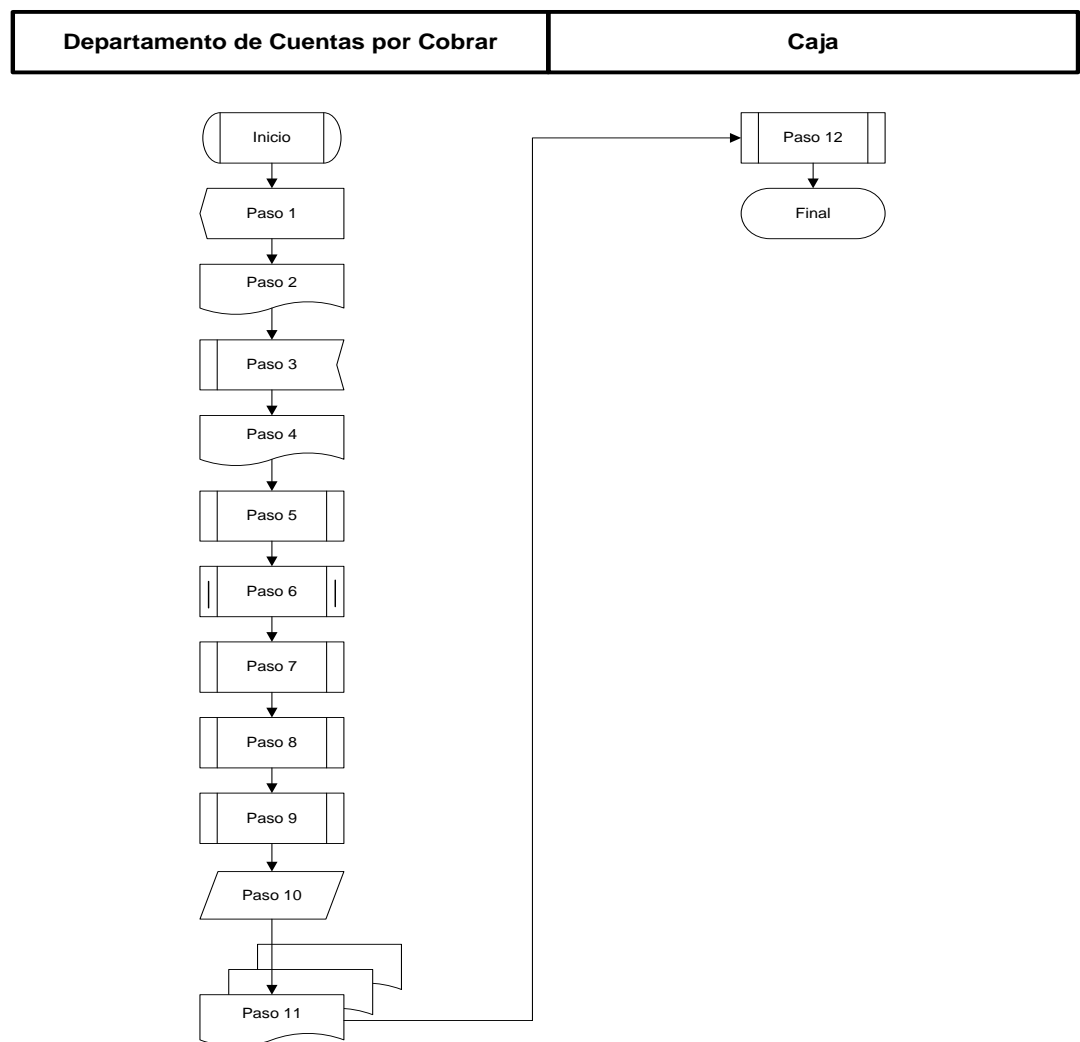 Departamento de Cuentas por Cobrar
Caja
Inicio
Paso 1
Paso 2
Paso 3
Paso 4
Paso 5
Paso 6
Paso 7
Paso 8
Paso 9
Paso 10
Paso 11
Paso 12
Final